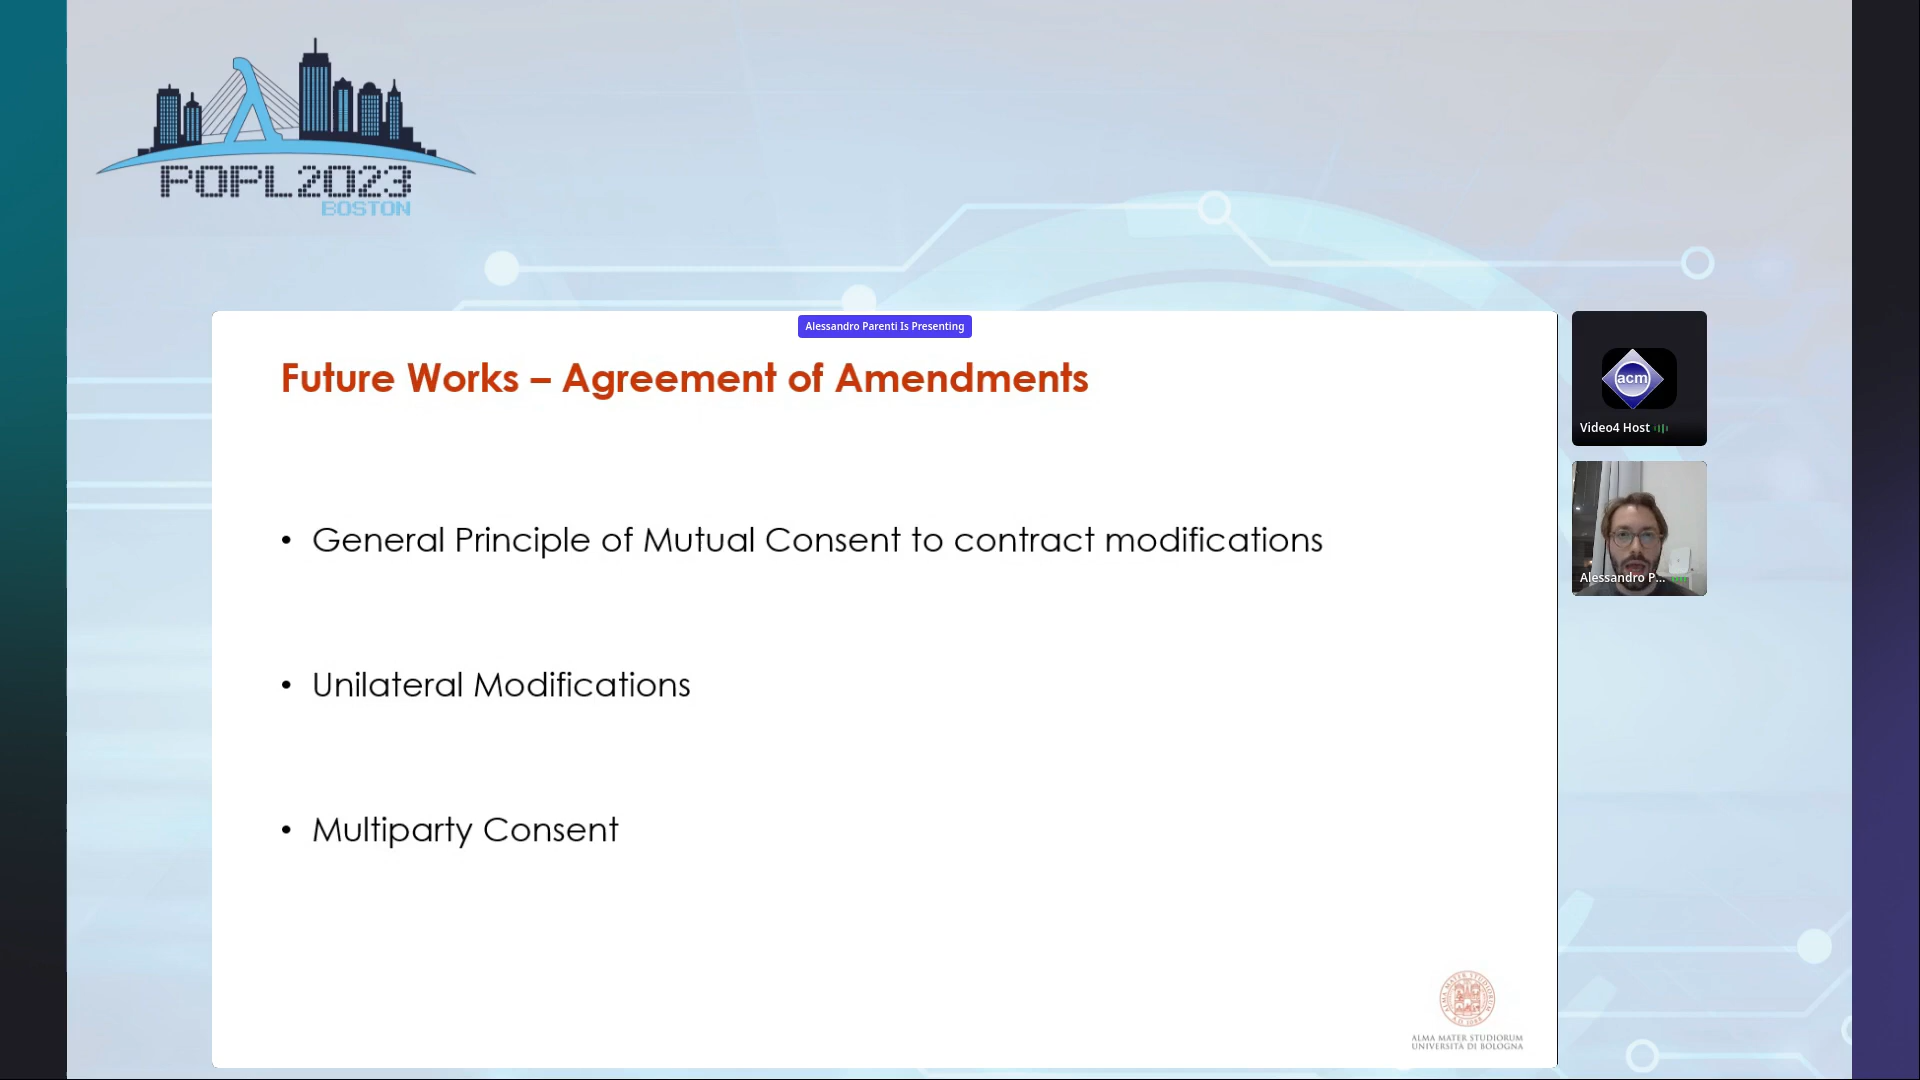 POPL2023
BOSTON
Alessandro Parenti Is Presenting
Future Works – Agreement of Amendments
• General Principle of Mutual Consent to contract modifications
• Unilateral Modifications
• Multiparty Consent
acm
Video4 Host
Alessandro P...
ALMA MATER STUDIORUM
UNIVERSITÀ DI BOLOGNA